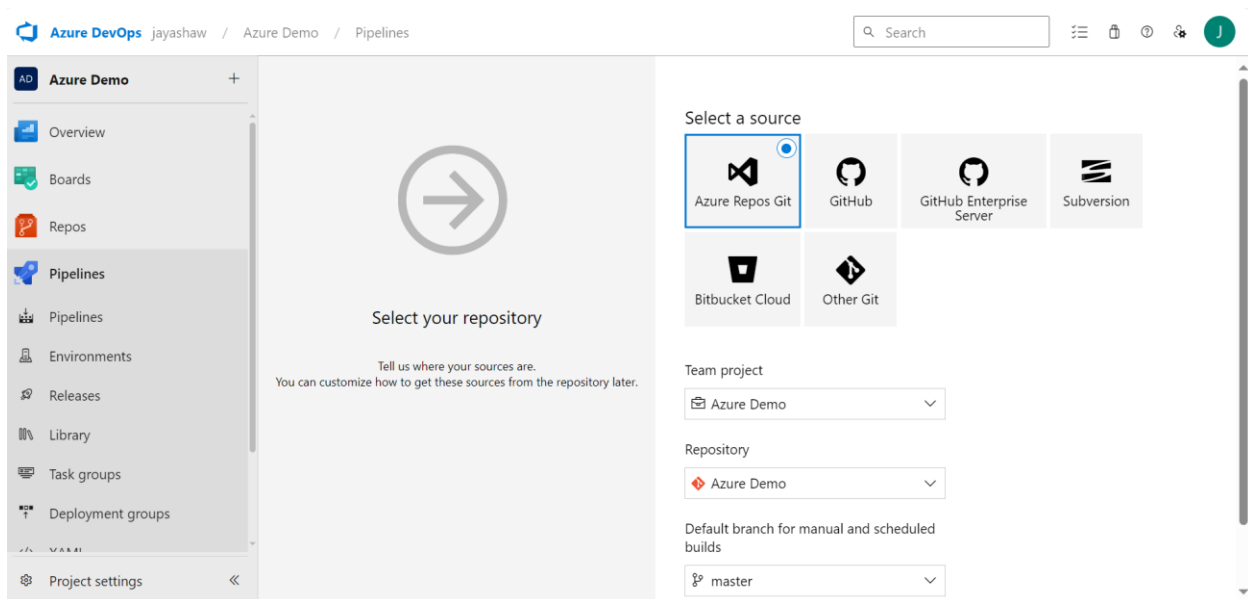 Azure DevOps jayashaw / Azure Demo / Pipelines
Search
J
AD Azure Demo +
Overview
Boards
Repos
Pipelines
Pipelines
Environments
Releases
Library
Task groups
Deployment groups
Project settings
Select your repository
Tell us where your sources are.
You can customize how to get these sources from the repository later.
Select a source
Azure Repos Git
GitHub
GitHub Enterprise
Server
Subversion
Bitbucket Cloud
Other Git
Team project
Azure Demo
Repository
Azure Demo
Default branch for manual and scheduled
builds
master